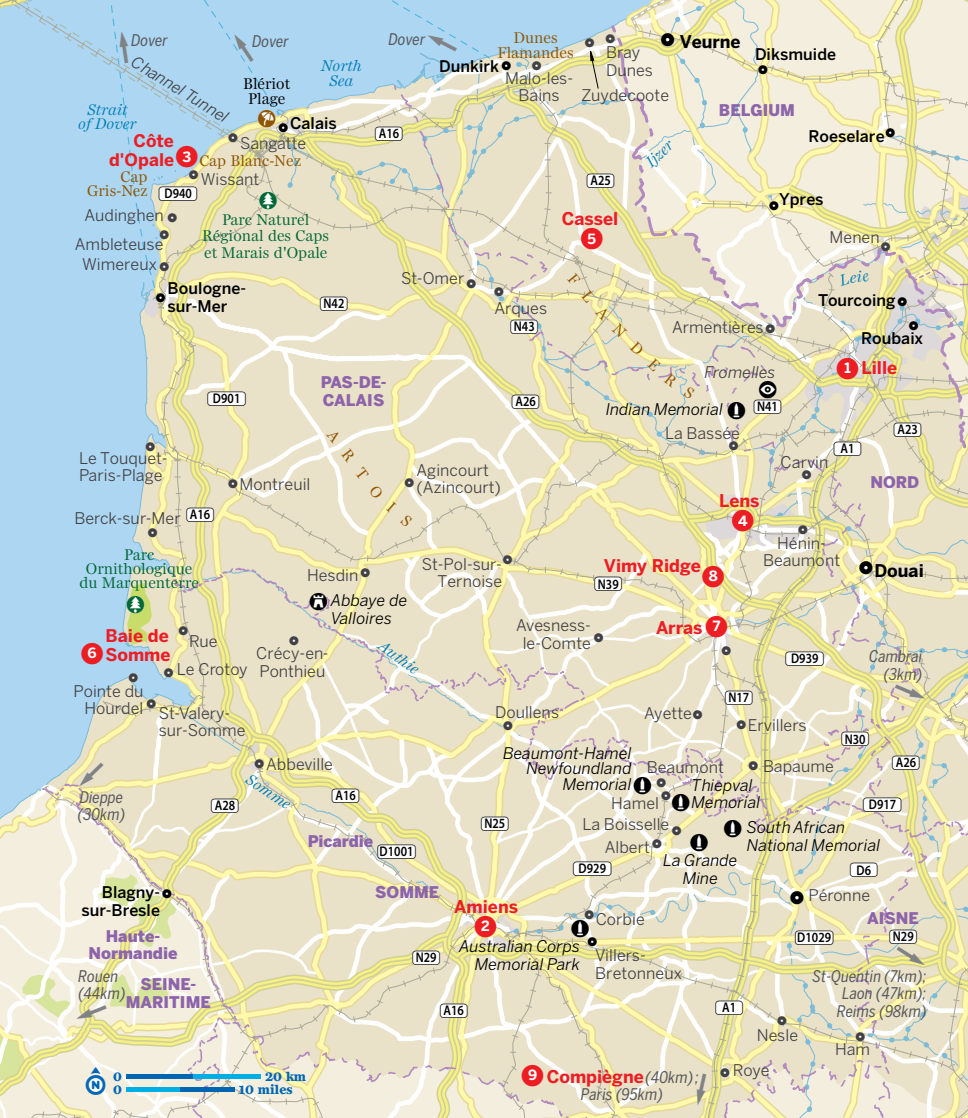 Dover
Dover
Dover
Channel Tunnel
North
Sea
Dunes
Flamandes
Bray
Dunes
Veurne
Diksmuide
Dunkirk
Malo-les-
Bains
Zuydecoote
BELGIUM
Blériot
Plage
Strait
of Dover
Calais
A16
Roeselare
Sangatte
Côte
d'Opale
3
Cap Blanc-Nez
Cap
Gris-Nez
Wissant
D940
Ijzer
A25
Ypres
Audinghen
Parc Naturel
Régional des Caps
et Marais d'Opale
Cassel
5
Ambleteuse
Wimereux
Menen
Boulogne-
sur-Mer
St-Omer
Arques
N42
N43
FLANDERS
Leie
Tourcoing
Roubaix
Armentières
1
Lille
Fromelles
N41
Indian Memorial
PAS-DE-
CALAIS
D901
A26
La Bassée
A23
A1
ARTOIS
Le Touquet-
Paris-Plage
Montreuil
Agincourt
(Azincourt)
Carvin
NORD
Berck-sur-Mer
A16
Lens
4
Hénin-
Beaumont
Parc
Ornithologique
du Marquenterre
Hesdin
St-Pol-sur-
Ternoise
N39
Vimy Ridge
8
Douai
Abbaye de
Valloires
6
Baie de
Somme
Rue
Avesness-
le-Comte
Arras
7
Crécy-en-
Ponthieu
Authie
D939
Cambrai
(3km)
Le Crotoy
Pointe du
Hourdel
St-Valery-
sur-Somme
N17
Doullens
Ayette
Ervillers
N30
Abbeville
Beaumont-Hamel
Newfoundland
Memorial
Beaumont
Bapaume
A26
Hamel
Thiepval
Memorial
Dieppe
(30km)
Somme
A28
A16
D917
N25
La Boisselle
South African
National Memorial
Picardie
D1001
Albert
La Grande
Mine
D929
D6
Blagny-
sur-Bresle
SOMME
Péronne
Amiens
2
Corbie
AISNE
Haute-
Normandie
Australian Corps
Memorial Park
D1029
N29
N29
Villers-
Bretonneux
Rouen
(44km)
SEINE-
MARITIME
St-Quentin (7km);
Laon (47km);
Reims (98km)
A16
A1
Nesle
Ham
N
0 20 km
0 10 miles
9
Compiègne (40km);
Paris (95km)
Roye